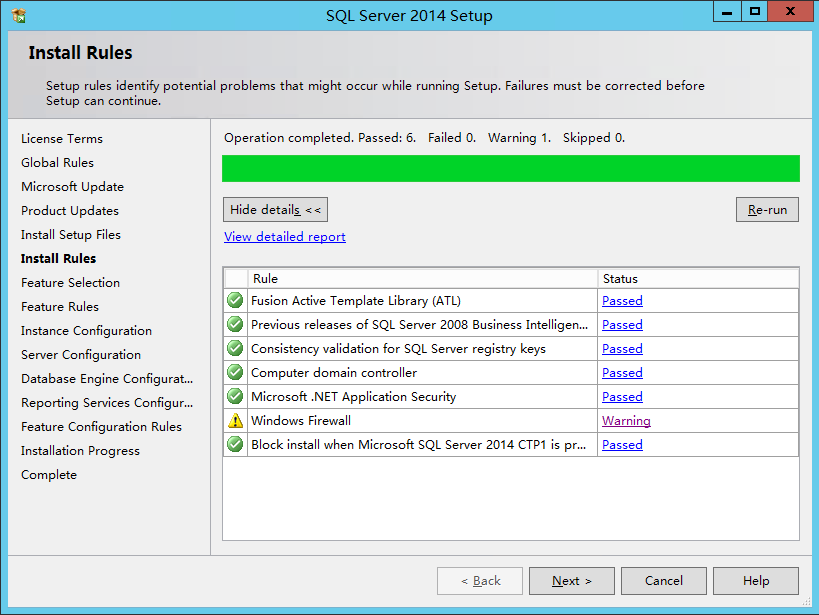 SQL Server 2014 Setup
Install Rules
Setup rules identify potential problems that might occur while running Setup. Failures must be corrected before
Setup can continue.
License Terms
Global Rules
Microsoft Update
Product Updates
Install Setup Files
Install Rules
Feature Selection
Feature Rules
Instance Configuration
Server Configuration
Database Engine Configurat...
Reporting Services Configur...
Feature Configuration Rules
Installation Progress
Complete
Operation completed. Passed: 6. Failed 0. Warning 1. Skipped 0.
Hide details <<
Re-run
View detailed report
Rule Status
Fusion Active Template Library (ATL) Passed
Previous releases of SQL Server 2008 Business Intelligen... Passed
Consistency validation for SQL Server registry keys Passed
Computer domain controller Passed
Microsoft .NET Application Security Passed
Windows Firewall Warning
Block install when Microsoft SQL Server 2014 CTP1 is pr... Passed
< Back Next > Cancel Help